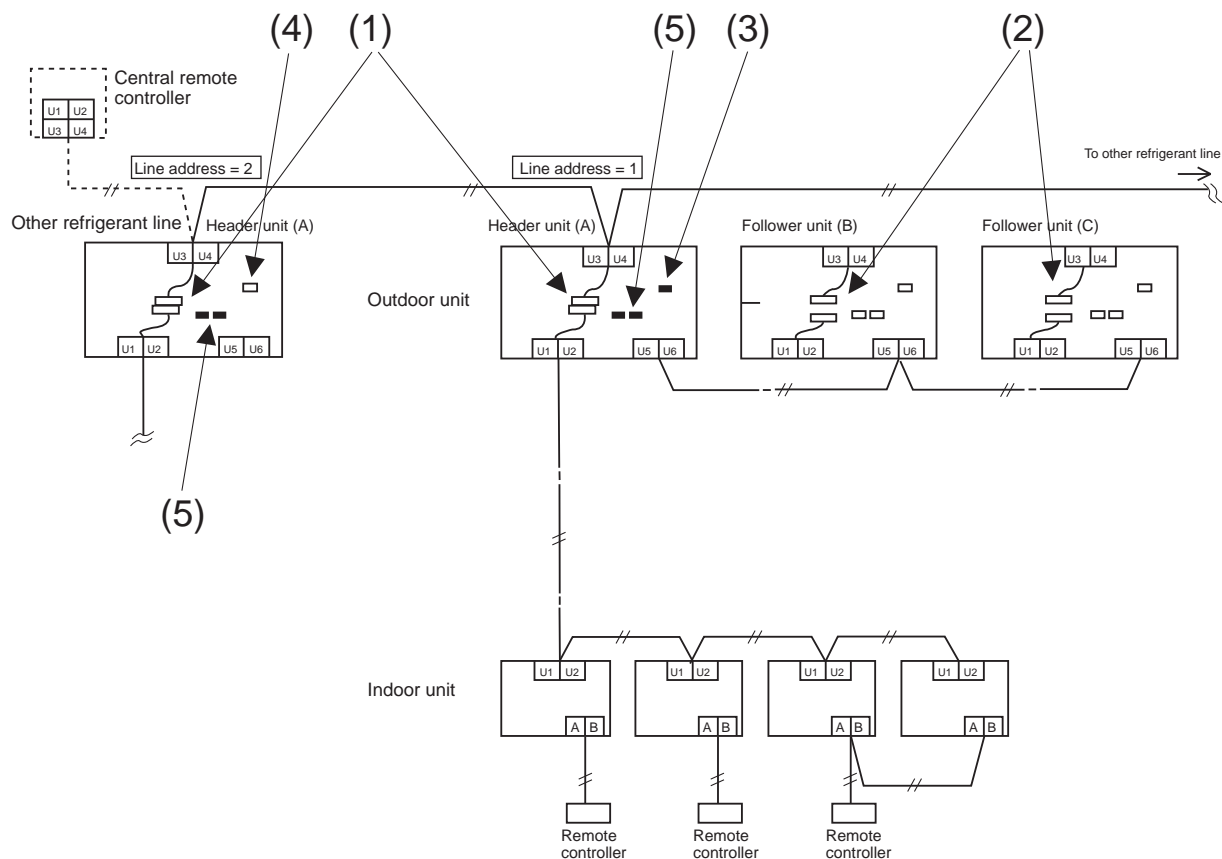 (4) (1) (5) (3) (2)
Central remote
controller
U1 U2
U3 U4
Line address = 2
Line address = 1
To other refrigerant line
Other refrigerant line
Header unit (A)
Header unit (A)
Follower unit (B)
Follower unit (C)
U3 U4
U3 U4
U3 U4
U3 U4
Outdoor unit
U1 U2
U5 U6
U1 U2
U5 U6
U1 U2
U5 U6
U1 U2
U5 U6
(5)
Indoor unit
U1 U2
U1 U2
U1 U2
U1 U2
A B
A B
A B
A B
Remote
controller
Remote
controller
Remote
controller